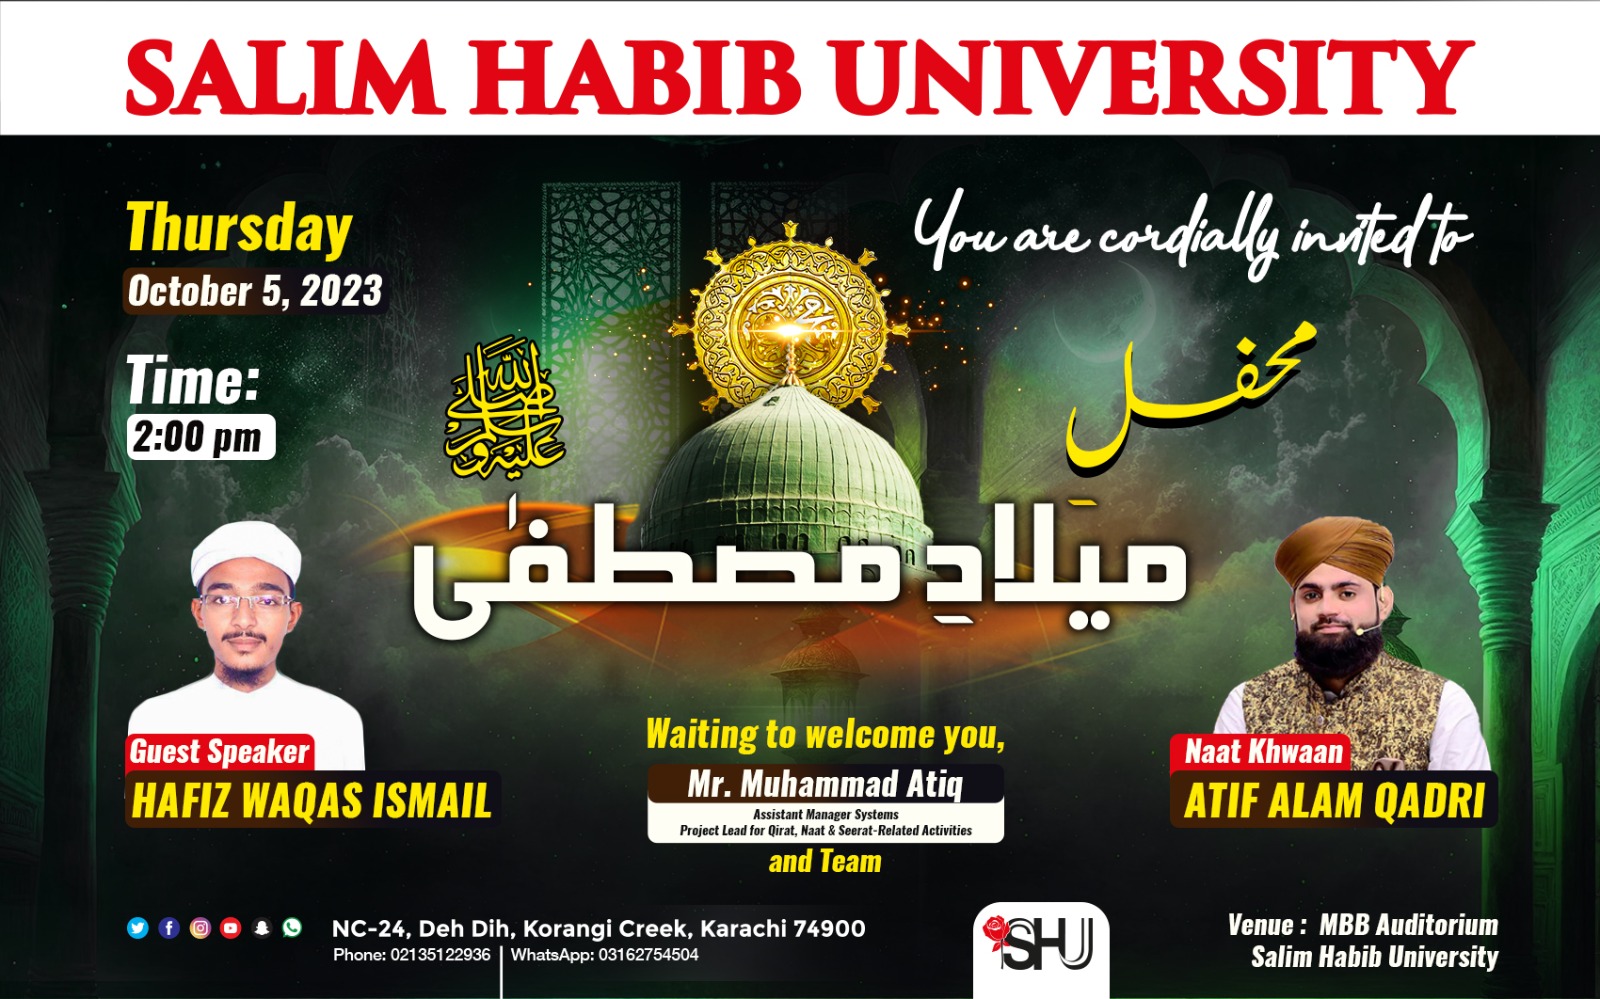 SALIM HABIB UNIVERSITY
Thursday
October 5, 2023
Time:
2:00 pm
You are cordially invited to
محفل
صلى الله عليه وسلم
میلادِ مصطفیٰ
Guest Speaker
HAFIZ WAQAS ISMAIL
Waiting to welcome you,
Mr. Muhammad Atiq
Assistant Manager Systems
Project Lead for Qirat, Naat & Seerat-Related Activities
and Team
Naat Khwaan
ATIF ALAM QADRI
NC-24, Deh Dih, Korangi Creek, Karachi 74900
Phone: 02135122936 | WhatsApp: 03162754504
SHU
Venue : MBB Auditorium
Salim Habib University